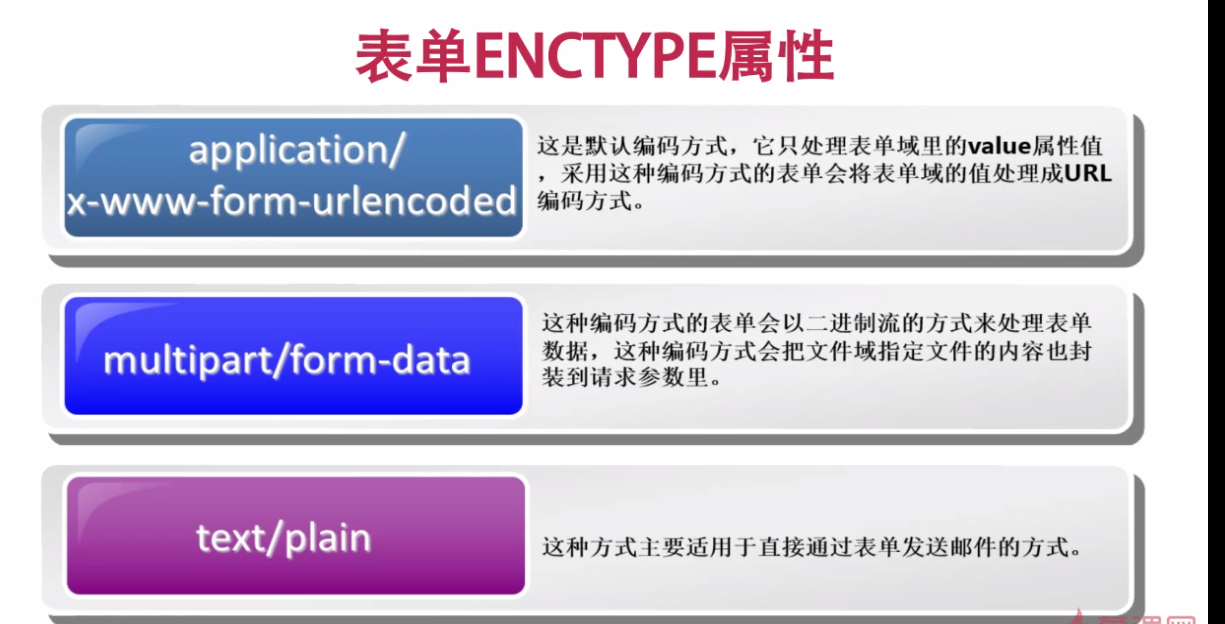 表单ENCTYPE属性
application/
x-www-form-urlencoded
这是默认编码方式，它只处理表单域里的value属性值
，采用这种编码方式的表单会将表单域的值处理成URL
编码方式。
multipart/form-data
这种编码方式的表单会以二进制流的方式来处理表单
数据，这种编码方式会把文件域指定文件的内容也封
装到请求参数里。
text/plain
这种方式主要适用于直接通过表单发送邮件的方式。